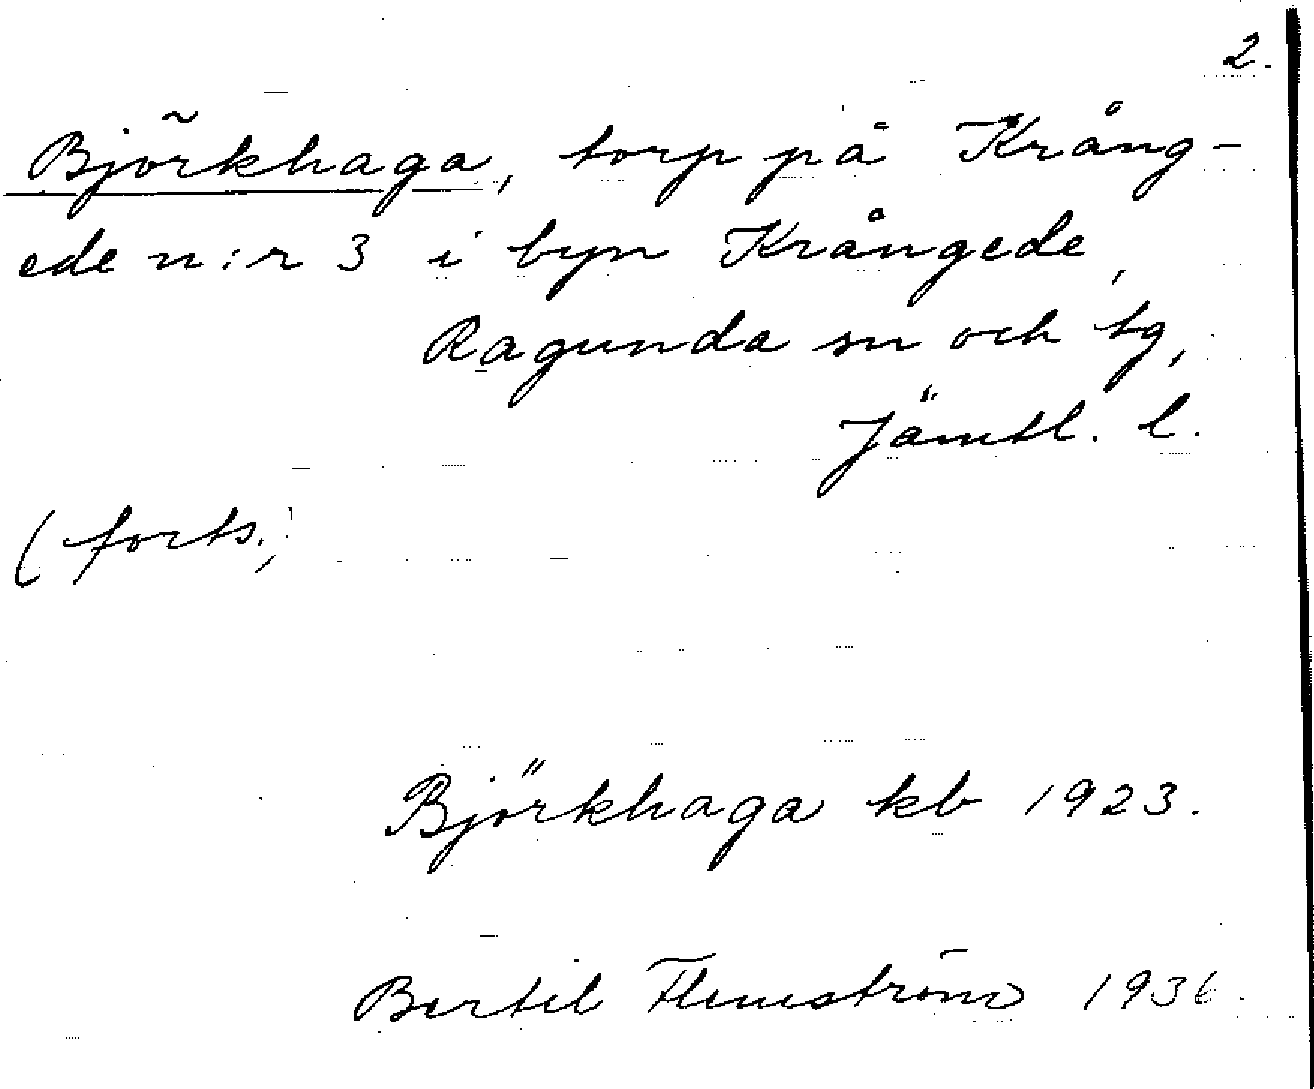 2.
Björkhaga, torp på Kräng-
ede n:r 3 i byn Krångede,
Ragunda sn och tg,
Jämtl. l.
(forts.)
Björkhaga kb 1923.
Bertil Flemström 1936.